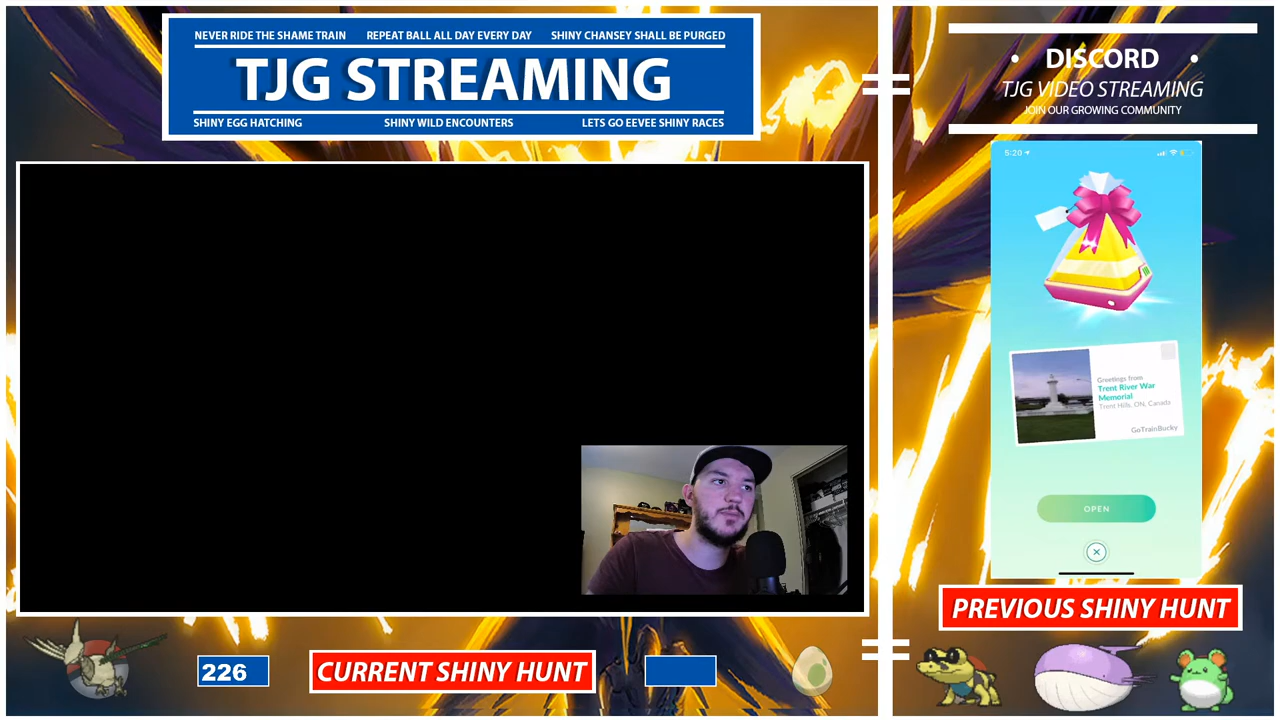 NEVER RIDE THE SHAME TRAIN REPEAT BALL ALL DAY EVERY DAY SHINY CHANSEY SHALL BE PURGED
TJG STREAMING
SHINY EGG HATCHING SHINY WILD ENCOUNTERS LETS GO EEVEE SHINY RACES
• DISCORD •
TJG VIDEO STREAMING
JOIN OUR GROWING COMMUNITY
5:20
Greetings from
Trent River War
Memorial
Trent Hills, ON, Canada
GoTrainBucky
OPEN
PREVIOUS SHINY HUNT
226
CURRENT SHINY HUNT